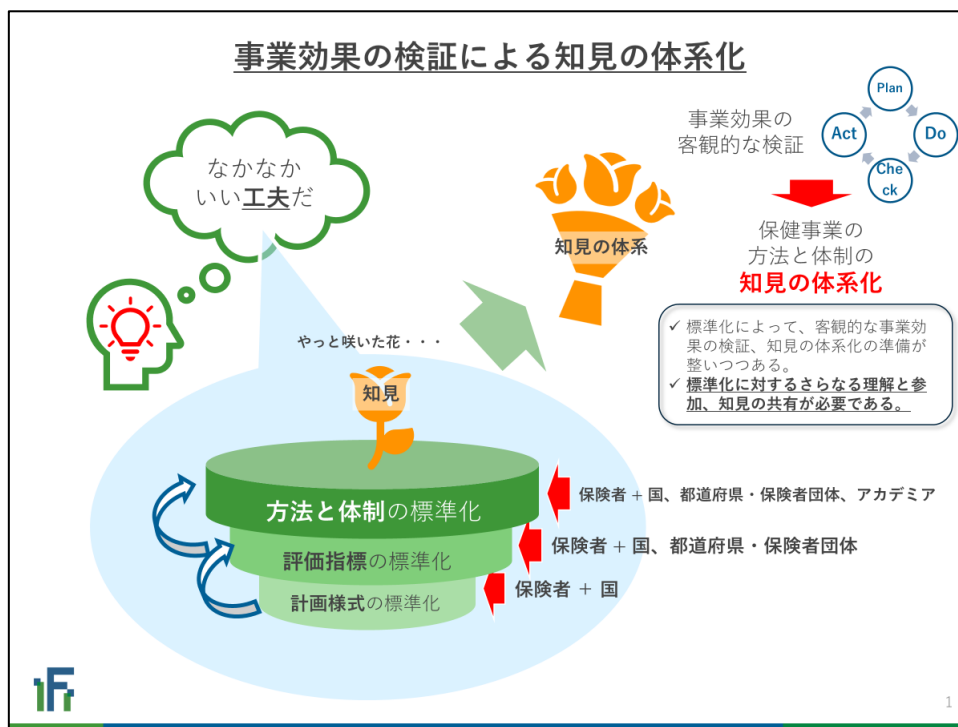 事業効果の検証による知見の体系化
なかなか
いい工夫だ
事業効果の
客観的な検証
Plan
Do
Che
ck
Act
保健事業の
方法と体制の
知見の体系化
知見の体系
✓ 標準化によって、客観的な事業効
果の検証、知見の体系化の準備が
整いつつある。
✓ 標準化に対するさらなる理解と参
加、知見の共有が必要である。
やっと咲いた花・・・
知見
方法と体制の標準化
保険者 + 国、都道府県・保険者団体、アカデミア
評価指標の標準化
保険者 + 国、都道府県・保険者団体
計画様式の標準化
保険者 + 国
1